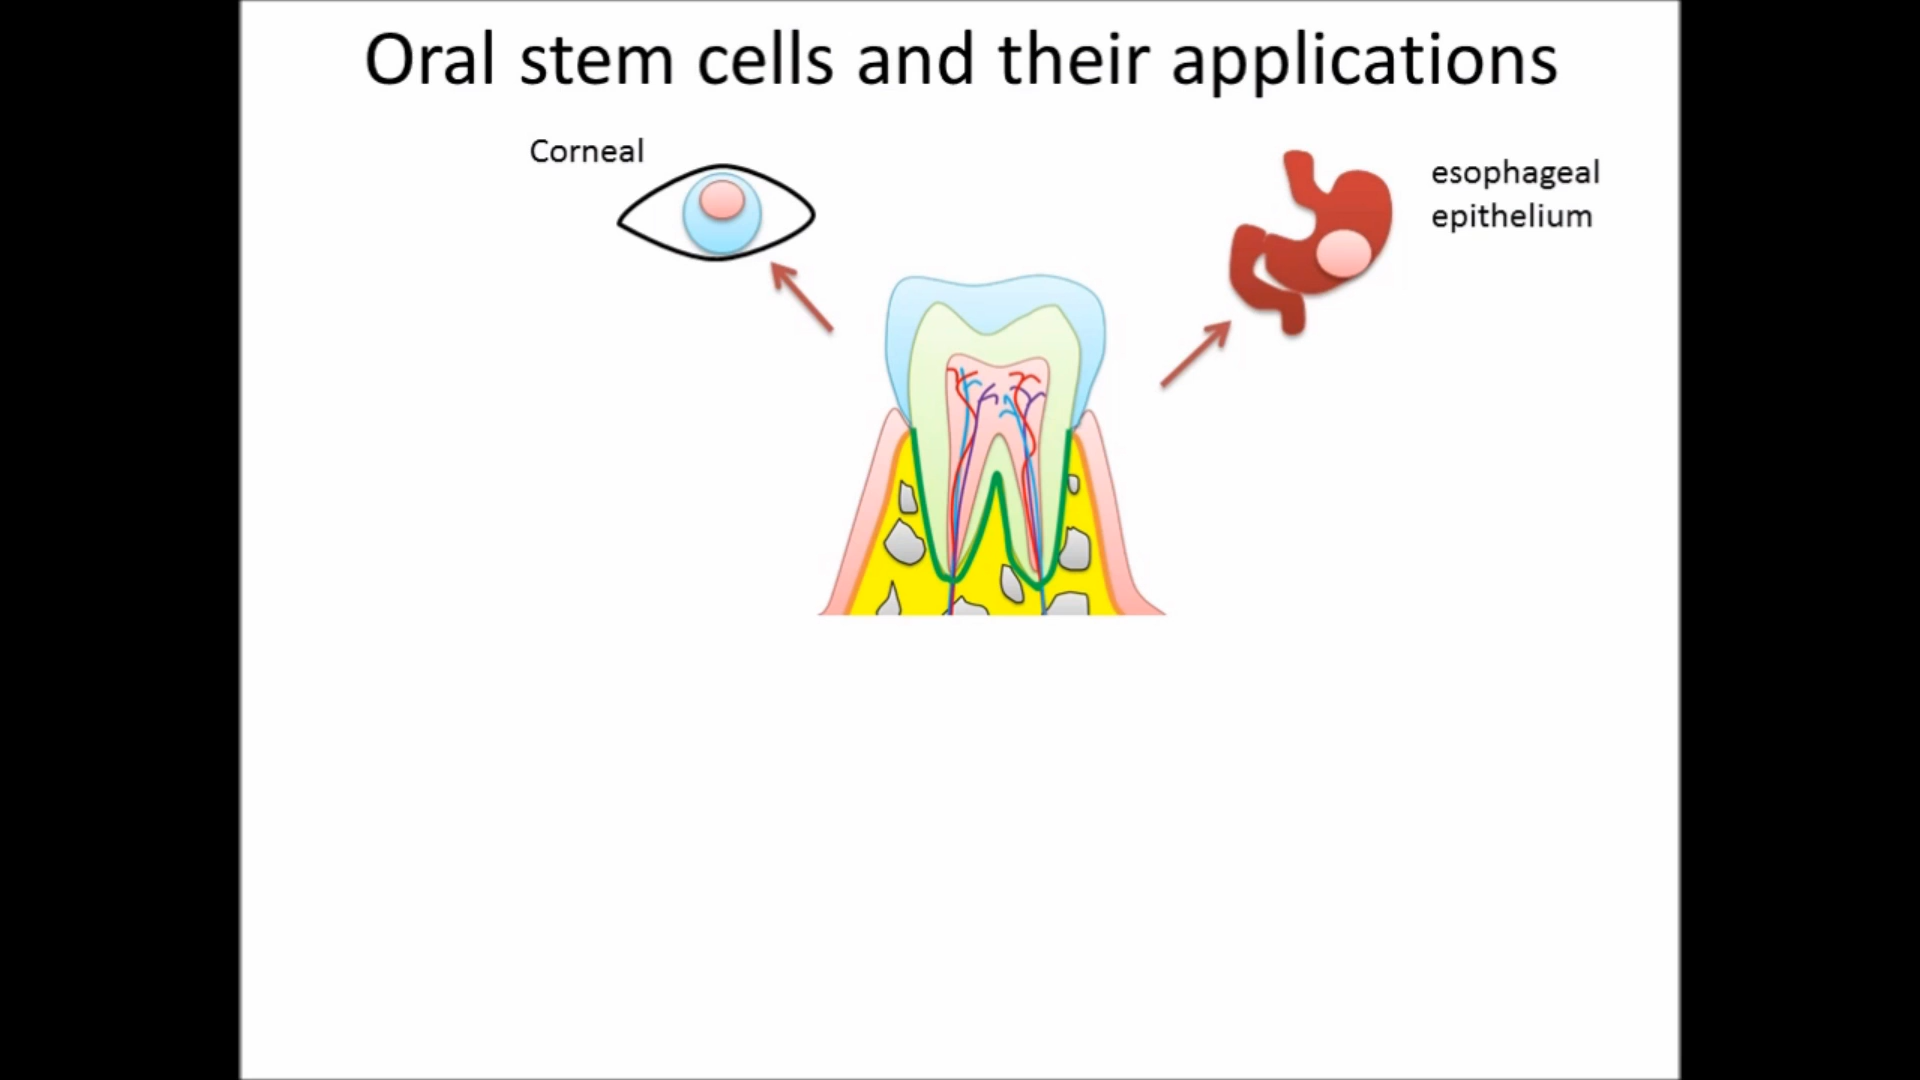 Oral stem cells and their applications
Corneal
esophageal
epithelium